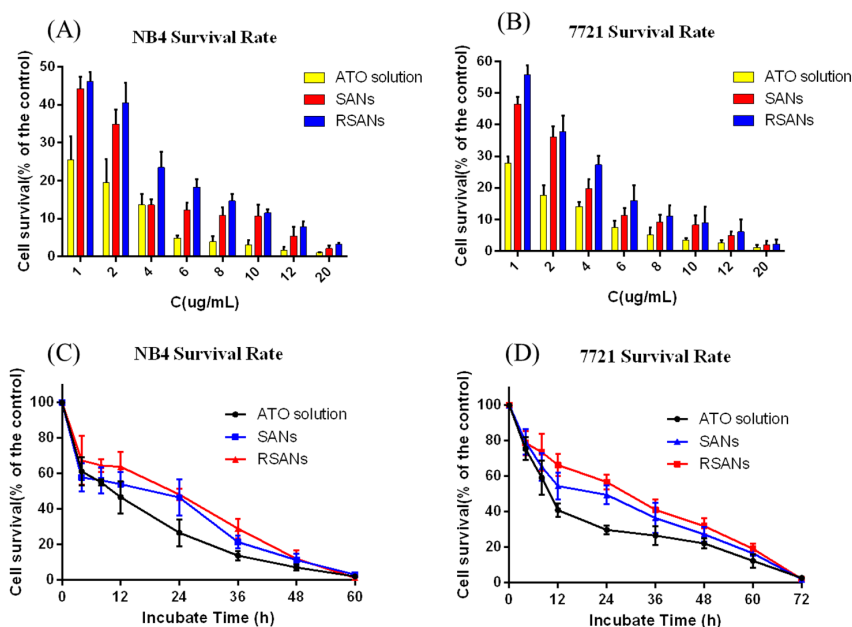 (A)
NB4 Survival Rate
Cell survival(% of the control)
50
40
30
20
10
0
ATO solution
SANs
RSANs
1 2 4 6 8 10 12 20
C(ug/mL)
(B)
7721 Survival Rate
Cell survival(% of the control)
60
50
40
30
20
10
0
ATO solution
SANs
RSANs
1 2 4 6 8 10 12 20
C(ug/mL)
(C)
NB4 Survival Rate
Cell survival(% of the control)
100
80
60
40
20
0
ATO solution
SANs
RSANs
0 12 24 36 48 60
Incubate Time (h)
(D)
7721 Survival Rate
Cell survival(% of the control)
100
80
60
40
20
0
ATO solution
SANs
RSANs
0 12 24 36 48 60 72
Incubate Time (h)